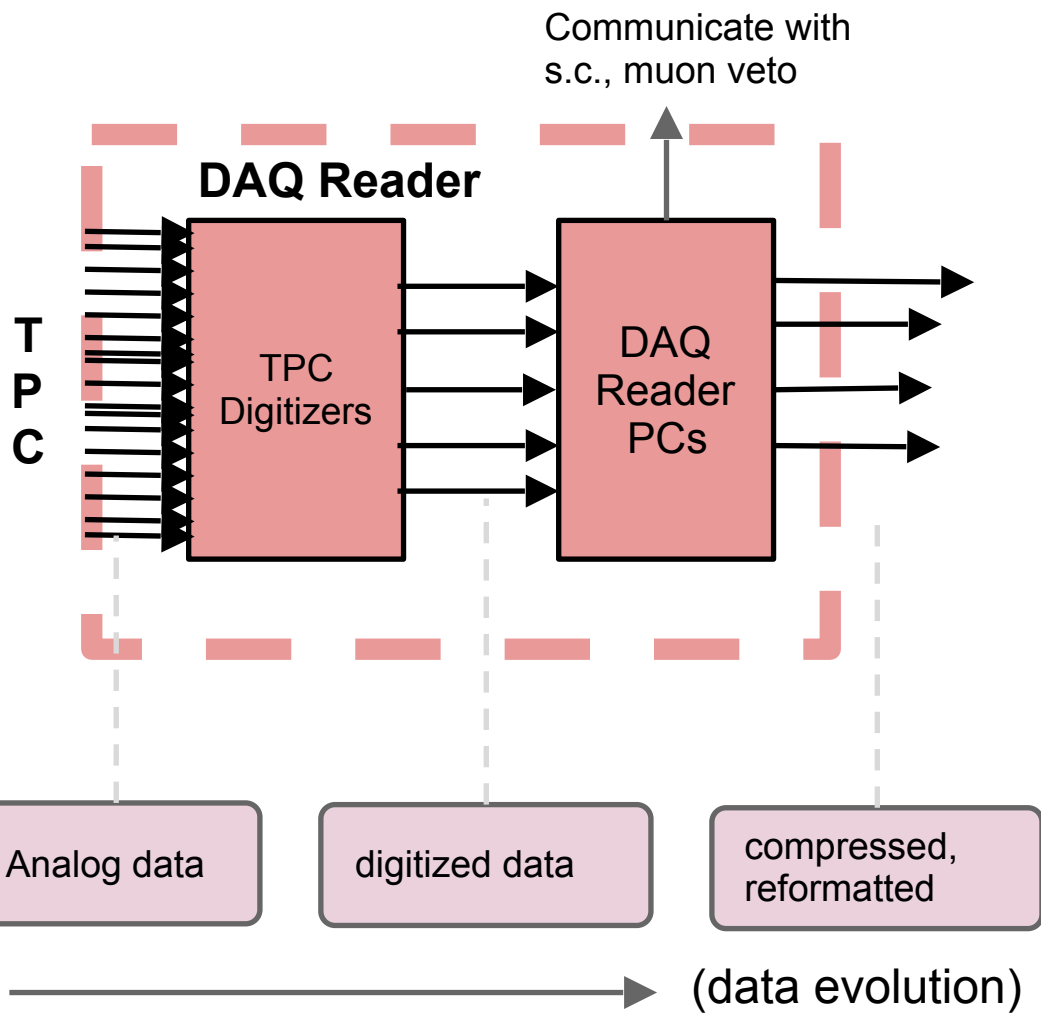 Communicate with
s.c., muon veto
DAQ Reader
T
P
C
TPC
Digitizers
DAQ
Reader
PCs
Analog data
digitized data
compressed,
reformatted
(data evolution)